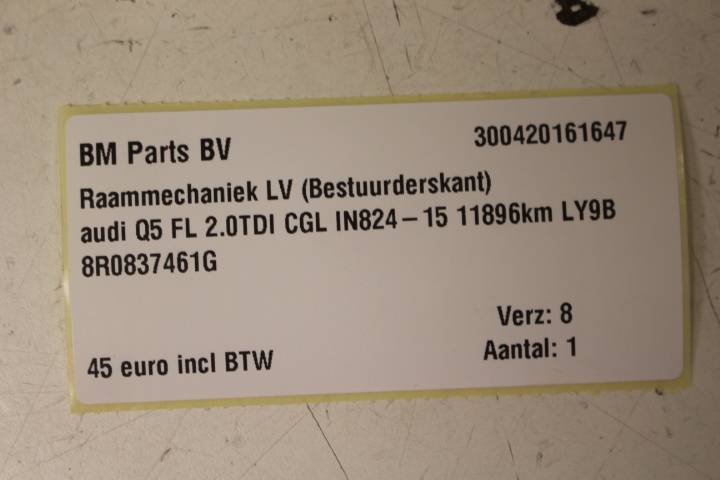 BM Parts BV 300420161647
Raammechaniek LV (Bestuurderskant)
audi Q5 FL 2.0TDI CGL IN824-15 11896km LY9B
8R0837461G
Verz: 8
45 euro incl BTW Aantal: 1